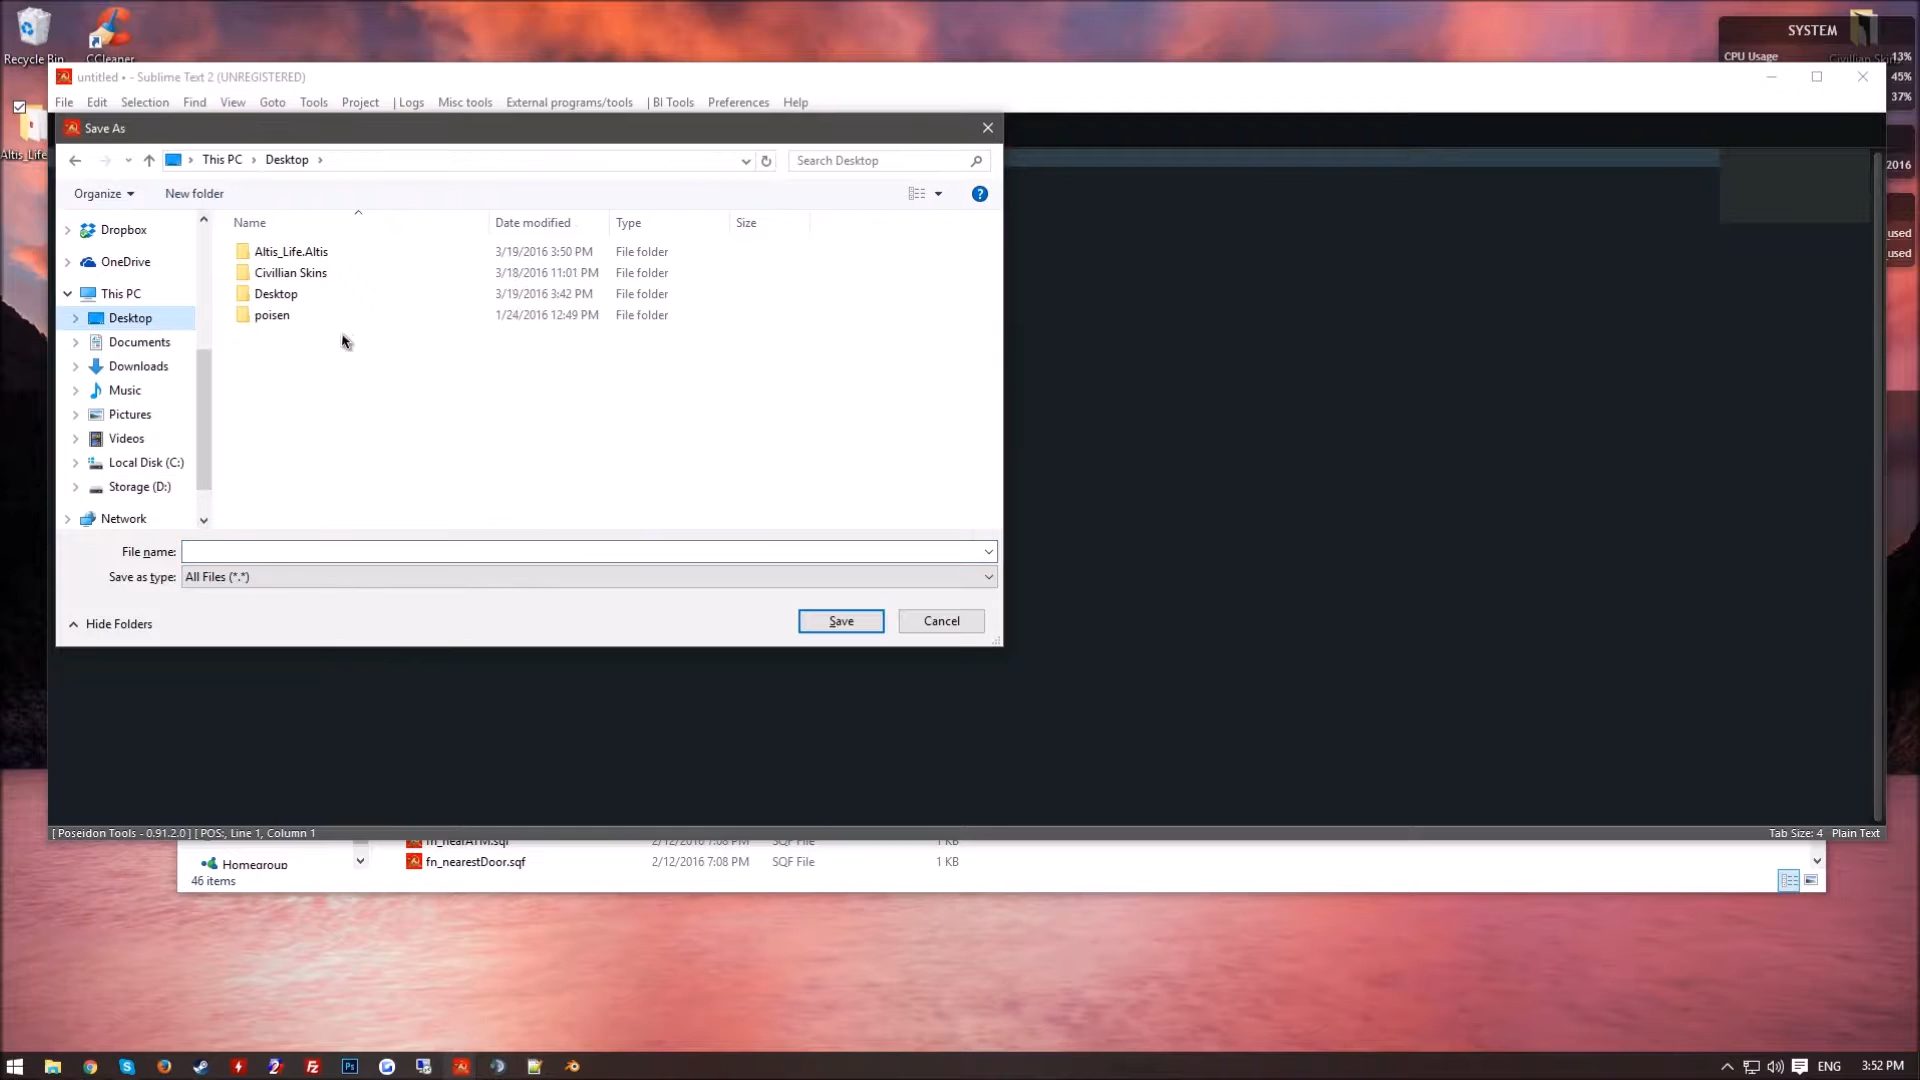 Recycle Bin
CCleaner
SYSTEM
CPU Usage
13%
45%
37%
Altis_Life
2016
used
used
untitled • - Sublime Text 2 (UNREGISTERED)
File Edit Selection Find View Goto Tools Project | Logs Misc tools External programs/tools | BI Tools Preferences Help
Save As
This PC > Desktop >
Search Desktop
Organize New folder
Name Date modified Type Size
Dropbox
OneDrive
This PC
Desktop
Documents
Downloads
Music
Pictures
Videos
Local Disk (C:)
Storage (D:)
Network
Altis_Life.Altis 3/19/2016 3:50 PM File folder
Civillian Skins 3/18/2016 11:01 PM File folder
Desktop 3/19/2016 3:42 PM File folder
poisen 1/24/2016 12:49 PM File folder
File name:
Save as type: All Files (*.*)
Hide Folders
Save Cancel
[ Poseidon Tools - 0.91.2.0 ] [ POS:, Line 1, Column 1
Tab Size: 4 Plain Text
fn_nearATM.sqf 2/12/2016 7:08 PM SQF File 1 KB
Homegroup
fn_nearestDoor.sqf 2/12/2016 7:08 PM SQF File 1 KB
46 items
ENG 3:52 PM